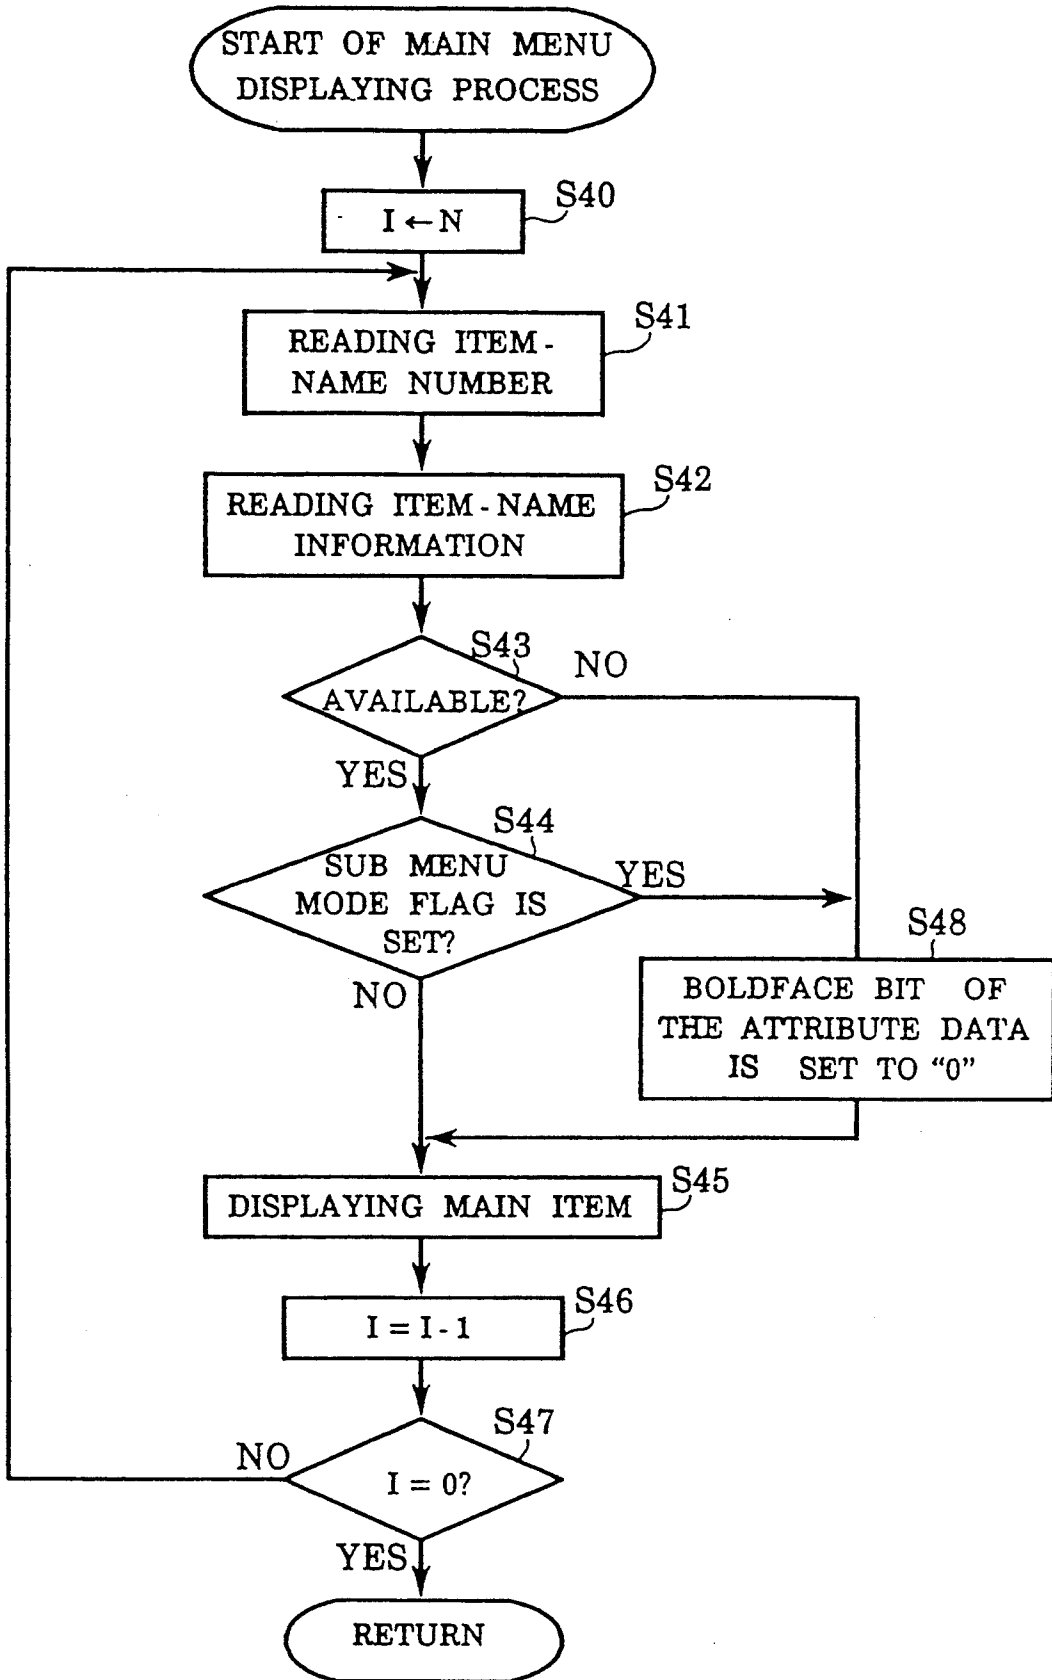 START OF MAIN MENU
DISPLAYING PROCESS
S40
I ← N
S41
READING ITEM-
NAME NUMBER
S42
READING ITEM-NAME
INFORMATION
S43
NO
AVAILABLE?
YES
S44
SUB MENU
MODE FLAG IS
SET?
YES
NO
S48
BOLDFACE BIT OF
THE ATTRIBUTE DATA
IS SET TO “0”
S45
DISPLAYING MAIN ITEM
S46
I = I-1
S47
NO
I = 0?
YES
RETURN